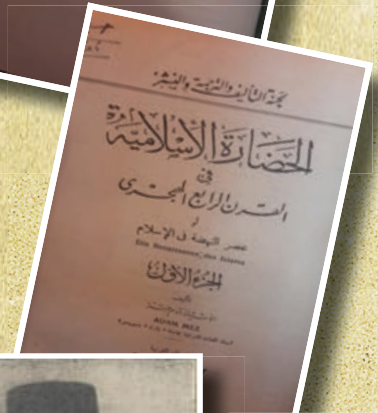 لجنة التأليف والترجمة والنشر
الحضارة الإسلامية
في
القرن الرابع الهجري
أو
عصر النهضة في الإسلام
Die Renaissance des Islams
الجزء الأول
تأليف
ADAM MEZ